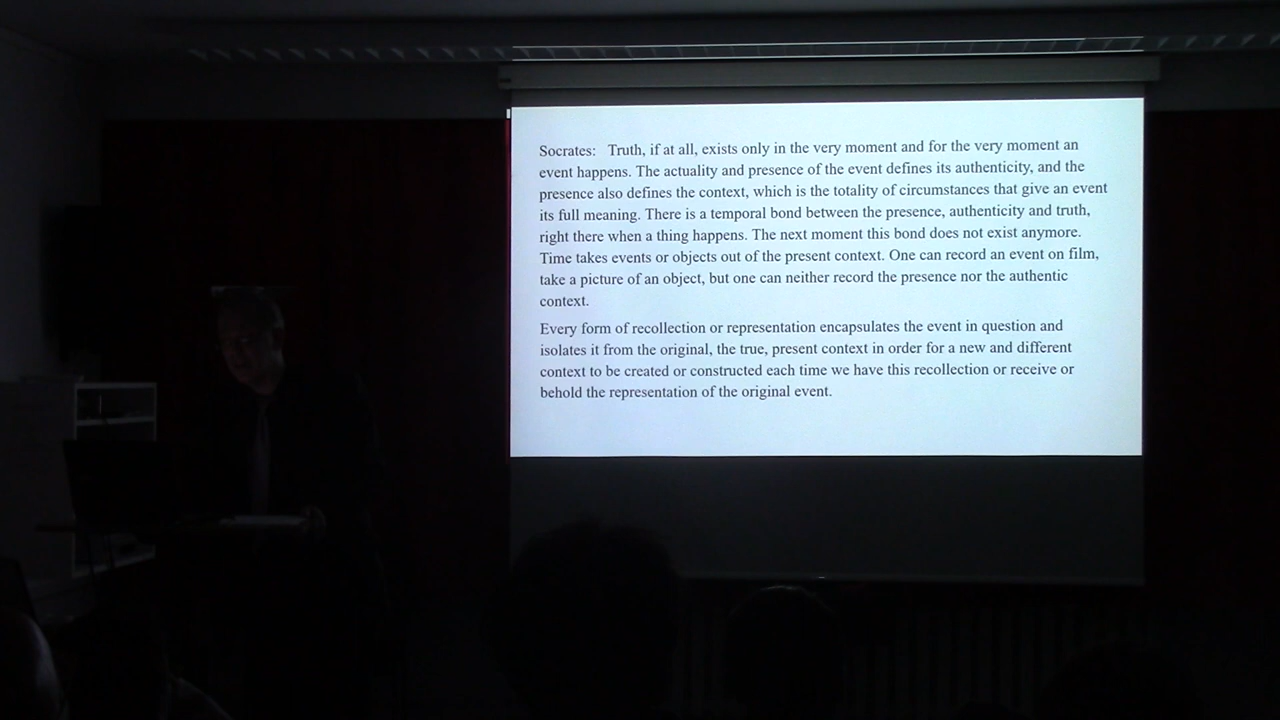 Socrates: Truth, if at all, exists only in the very moment and for the very moment an
event happens. The actuality and presence of the event defines its authenticity, and the
presence also defines the context, which is the totality of circumstances that give an event
its full meaning. There is a temporal bond between the presence, authenticity and truth,
right there when a thing happens. The next moment this bond does not exist anymore.
Time takes events or objects out of the present context. One can record an event on film,
take a picture of an object, but one can neither record the presence nor the authentic
context.
Every form of recollection or representation encapsulates the event in question and
isolates it from the original, the true, present context in order for a new and different
context to be created or constructed each time we have this recollection or receive or
behold the representation of the original event.